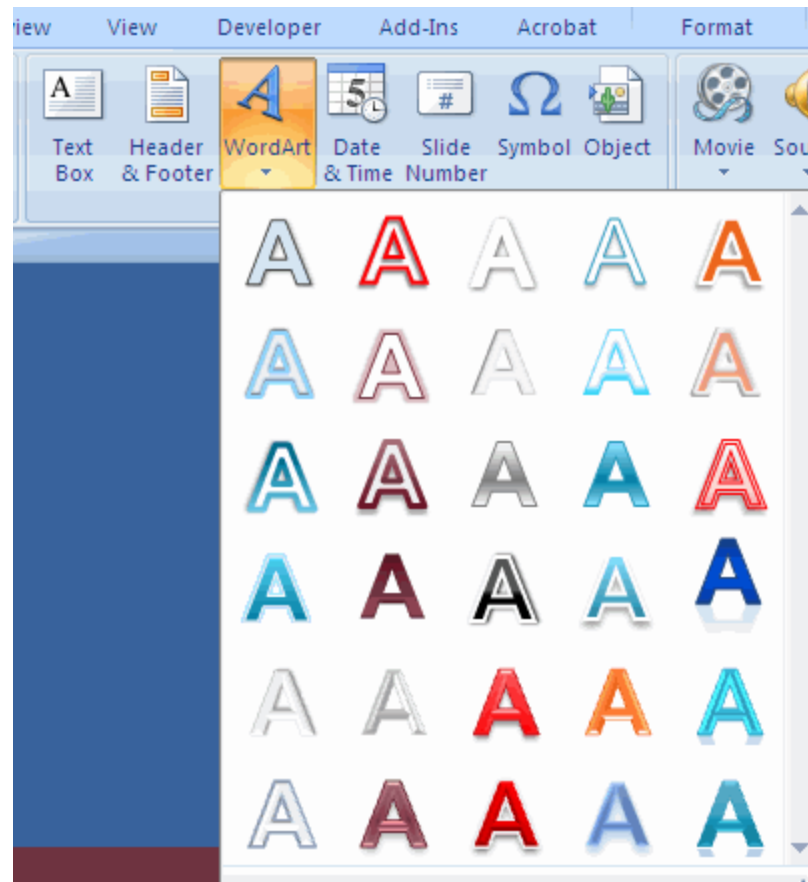 iew View Developer Add-Ins Acrobat Format
A 5 # Ω
Text Header WordArt Date Slide Symbol Object Movie Sou
Box & Footer & Time Number
A A A A A
A A A A A
A A A A A
A A A A A
A A A A A
A A A A A